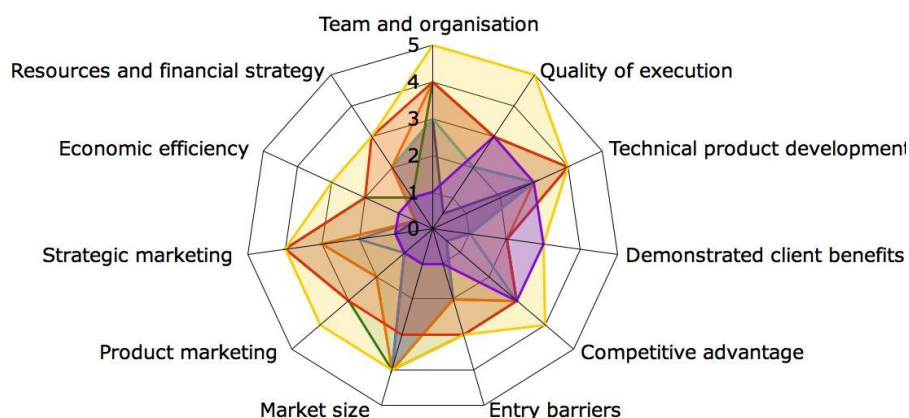 Team and organisation
5
Resources and financial strategy
Quality of execution
4
3
Economic efficiency
Technical product development
2
1
0
Strategic marketing
Demonstrated client benefits
Product marketing
Competitive advantage
Market size
Entry barriers